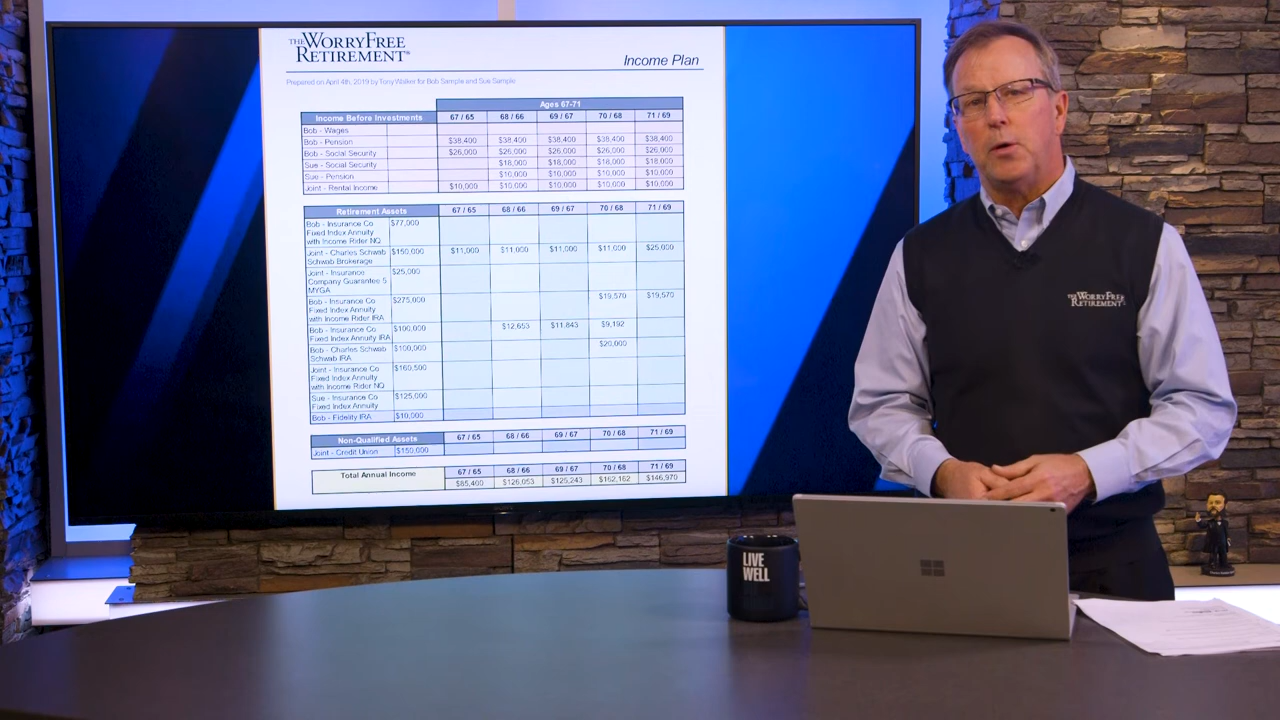 THE WORRYFREE
RETIREMENT®
Income Plan
Prepared on April 4th, 2019 by Tony Walker for Bob Sample and Sue Sample
Ages 67-71
Income Before Investments 67 / 65 68 / 66 69 / 67 70 / 68 71 / 69
Bob - Wages
Bob - Pension $38,400 $38,400 $38,400 $38,400 $38,400
Bob - Social Security $26,000 $26,000 $26,000 $26,000 $26,000
Sue - Social Security $18,000 $18,000 $18,000 $18,000
Sue - Pension $10,000 $10,000 $10,000 $10,000
Joint - Rental Income $10,000 $10,000 $10,000 $10,000 $10,000
Retirement Assets 67 / 65 68 / 66 69 / 67 70 / 68 71 / 69
Bob - Insurance Co $77,000
Fixed Index Annuity
with Income Rider NQ
Joint - Charles Schwab $150,000 $11,000 $11,000 $11,000 $11,000 $25,000
Schwab Brokerage
Joint - Insurance $25,000
Company Guarantee 5
MYGA
Bob - Insurance Co $275,000 $19,570 $19,570
Fixed Index Annuity
with Income Rider IRA
Bob - Insurance Co $100,000 $12,653 $11,843 $9,192
Fixed Index Annuity IRA
Bob - Charles Schwab $100,000 $20,000
Schwab IRA
Joint - Insurance Co $160,500
Fixed Index Annuity
with Income Rider NQ
Sue - Insurance Co $125,000
Fixed Index Annuity
Bob - Fidelity IRA $10,000
Non-Qualified Assets 67 / 65 68 / 66 69 / 67 70 / 68 71 / 69
Joint - Credit Union $150,000
Total Annual Income 67 / 65 68 / 66 69 / 67 70 / 68 71 / 69
$85,400 $126,053 $125,243 $152,162 $146,970
THE WORRYFREE
RETIREMENT
LIVE
WELL